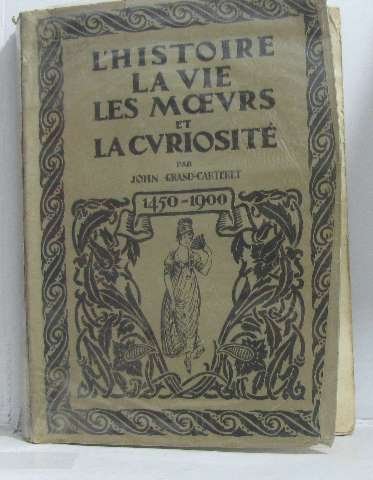 L'HISTOIRE
LA VIE
LES MŒVRS
ET
LA CVRIOSITÉ
PAR
JOHN GRAND-CARTERET
1450-1900